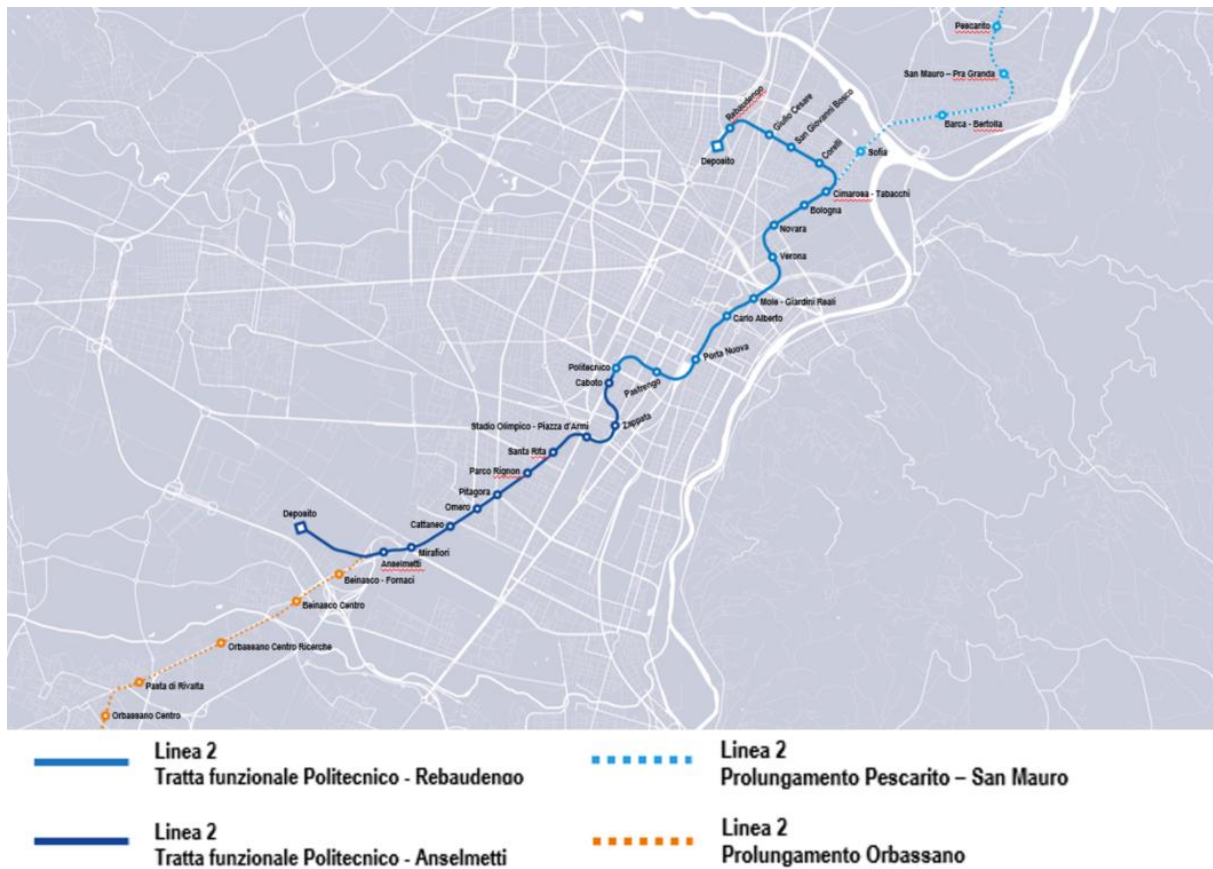 Pescarito
San Mauro – Pra Granda
Barca - Bertolla
Sofia
Rebaudengo
Giulio Cesare
San Giovanni Bosco
Corelli
Deposito
Cimarosa - Tabacchi
Bologna
Novara
Verona
Mole - Giardini Reali
Carlo Alberto
Porta Nuova
Politecnico
Pastrengo
Caboto
Zappata
Stadio Olimpico - Piazza d'Armi
Santa Rita
Parco Rignon
Pitagora
Omero
Cattaneo
Deposito
Mirafiori
Anselmetti
Beinasco - Fornaci
Beinasco Centro
Orbassano Centro Ricerche
Pasta di Rivalta
Orbassano Centro
Linea 2
Tratta funzionale Politecnico - Rebaudengo
Linea 2
Prolungamento Pescarito – San Mauro
Linea 2
Tratta funzionale Politecnico - Anselmetti
Linea 2
Prolungamento Orbassano